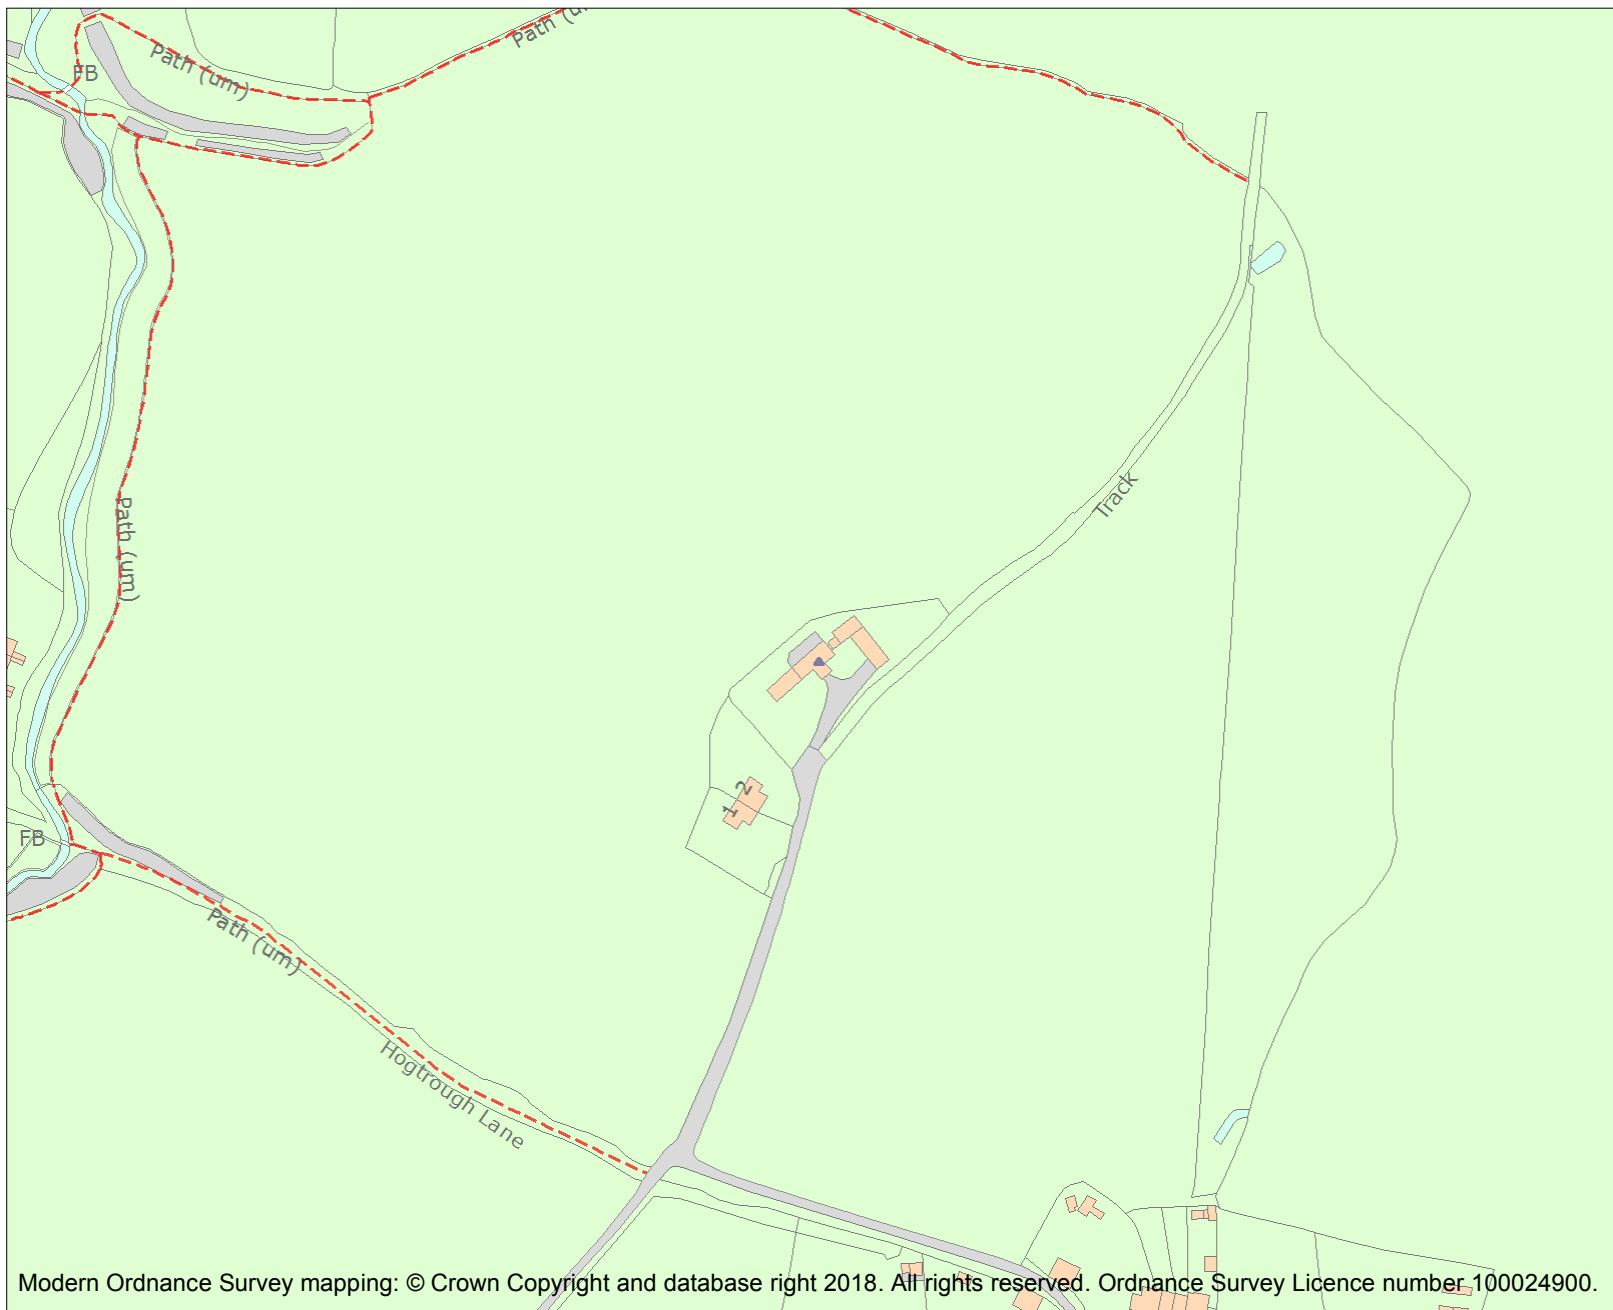 Path (um)
Path (u
FB
Track
Path (um)
2
1
FB
Path (um)
Hogtrough Lane
Modern Ordnance Survey mapping: © Crown Copyright and database right 2018. All rights reserved. Ordnance Survey Licence number 100024900.